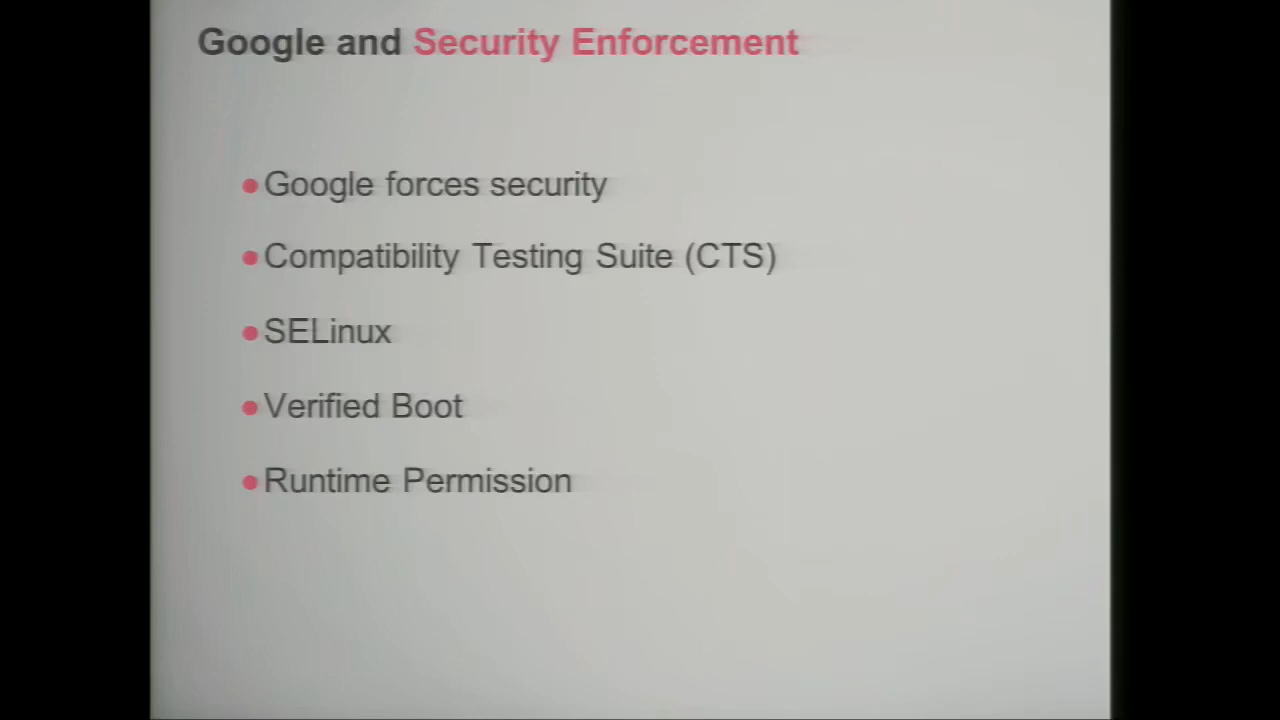 Google and Security Enforcement
• Google forces security
• Compatibility Testing Suite (CTS)
• SELinux
• Verified Boot
• Runtime Permission